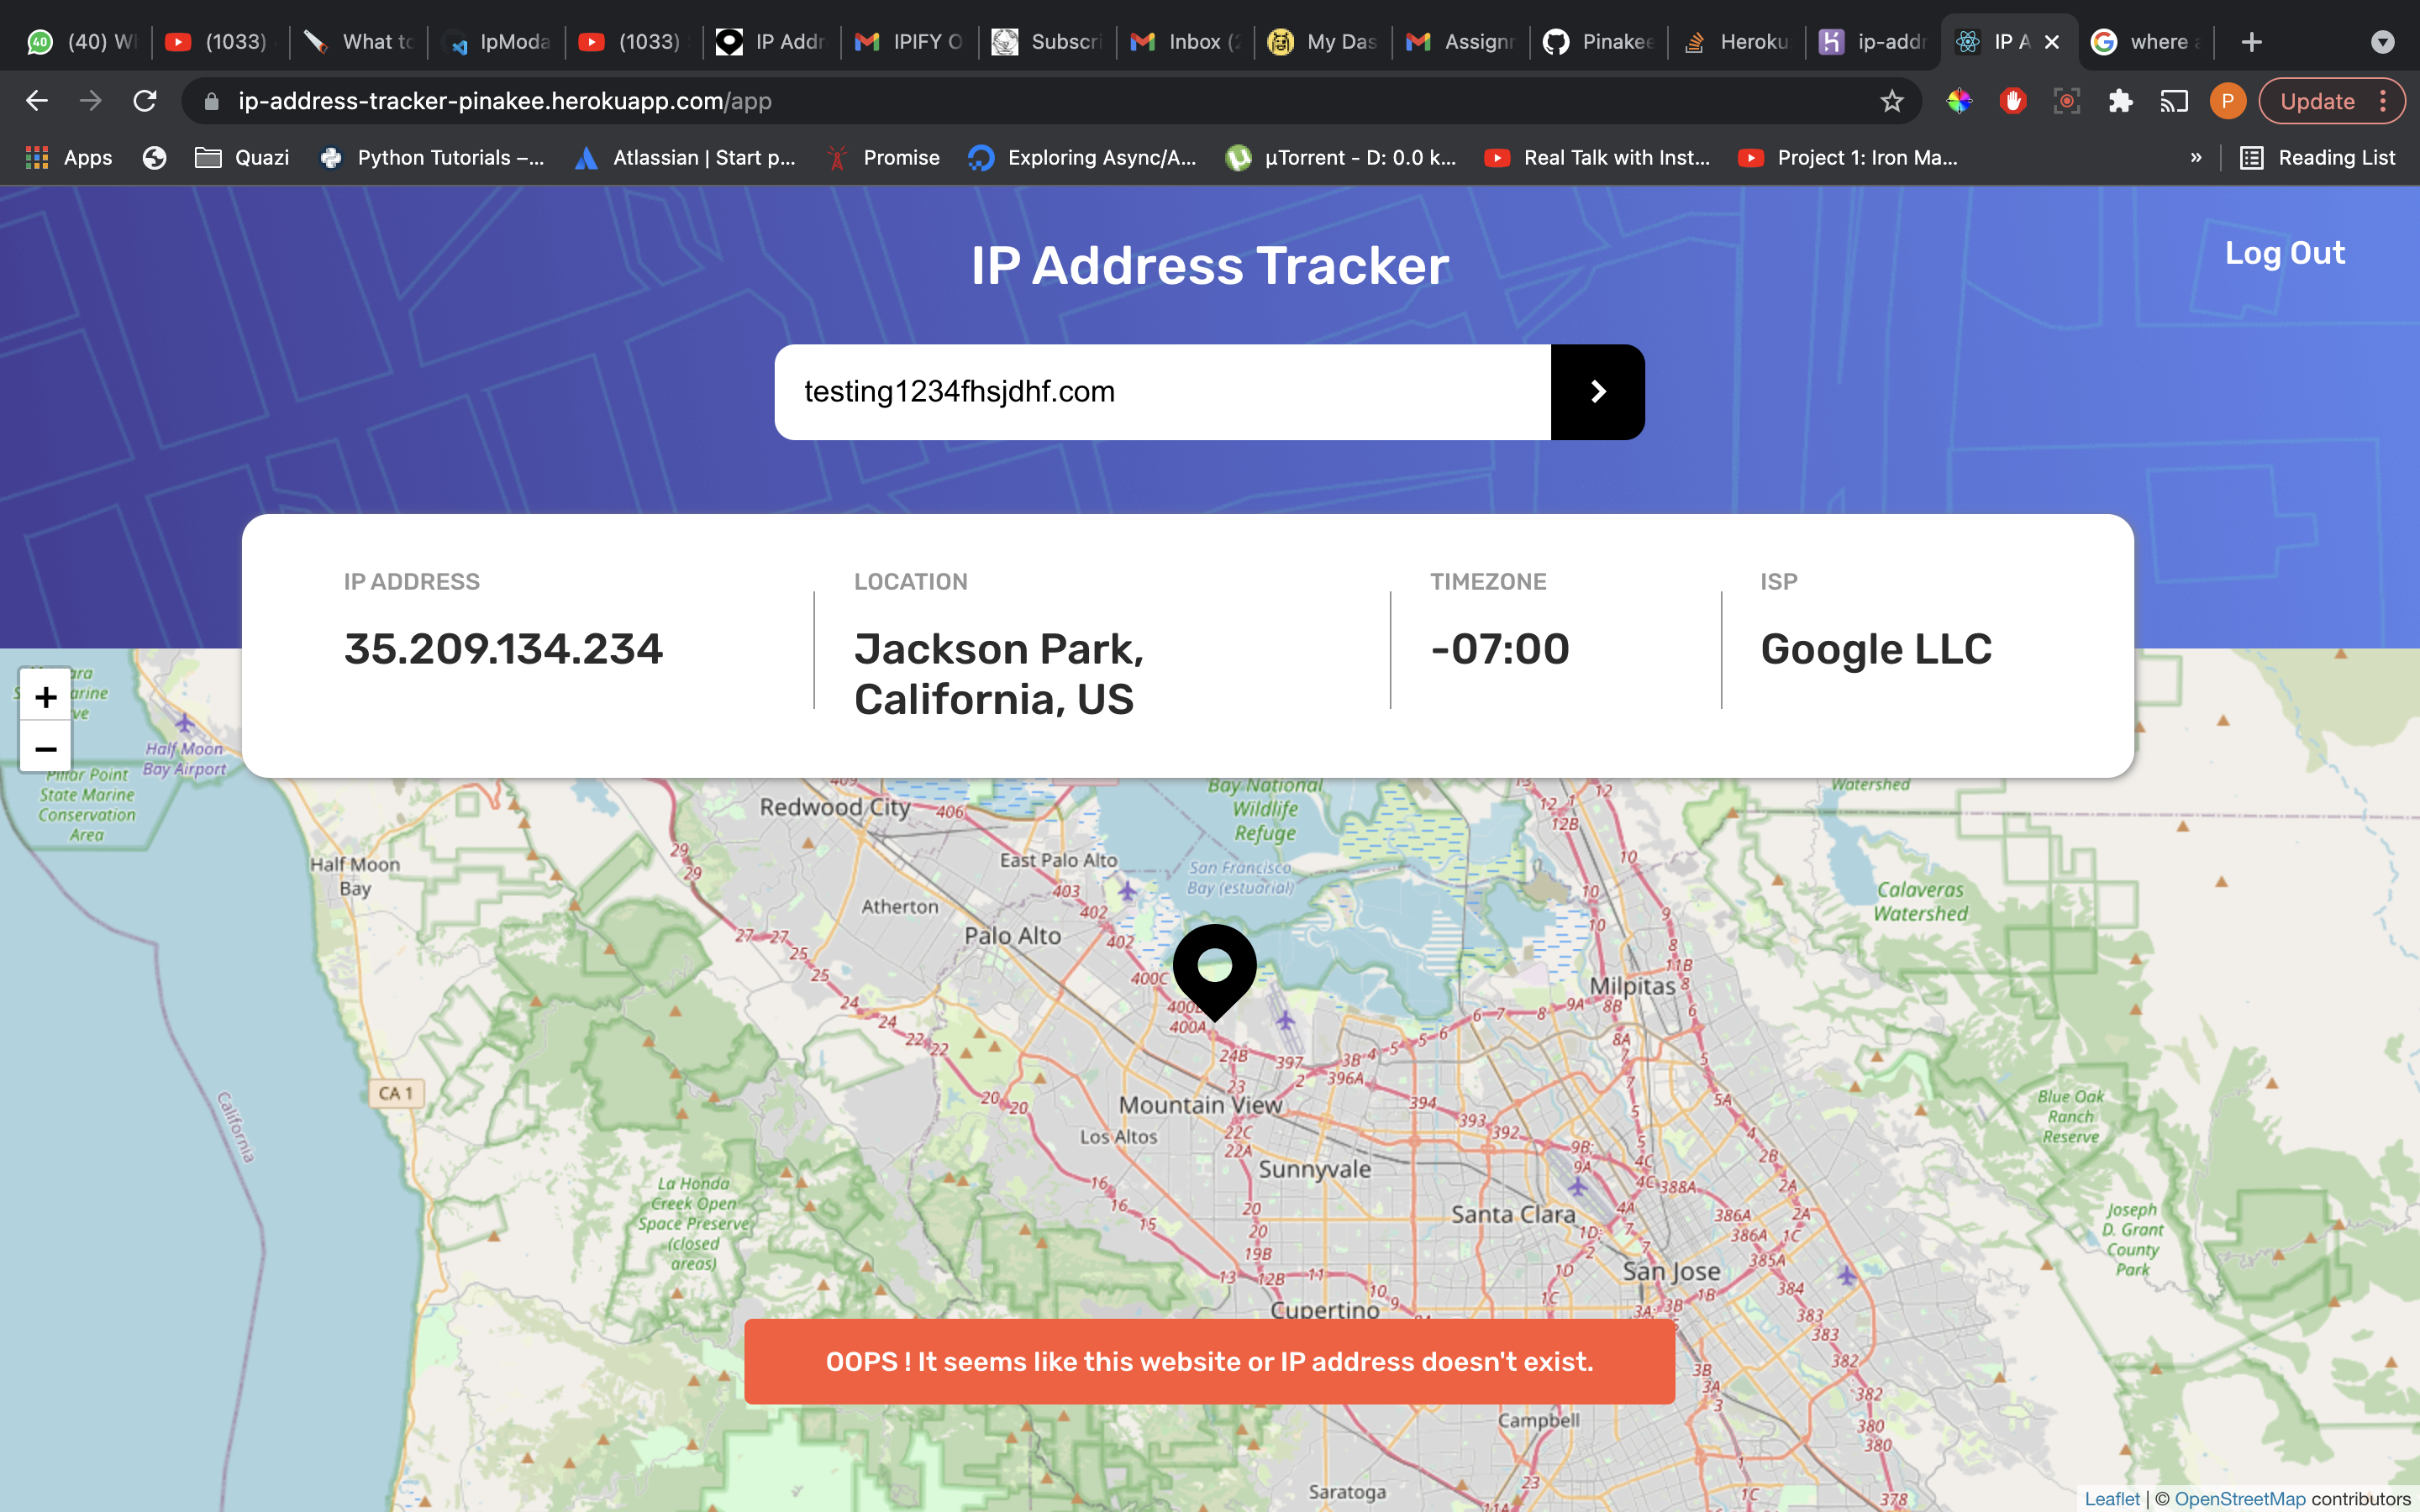 (40) W
(1033)
What to
IpModa
(1033)
IP Addr
IPIFY O
Subscri
Inbox (2
My Das
Assignr
Pinakee
Heroku
ip-addr
IP A
where a
ip-address-tracker-pinakee.herokuapp.com/app
P
Update
Apps
Quazi
Python Tutorials –...
Atlassian | Start p...
Promise
Exploring Async/A...
µTorrent - D: 0.0 k...
Real Talk with Inst...
Project 1: Iron Ma...
»
Reading List
IP Address Tracker
Log Out
testing1234fhsjdhf.com
IP ADDRESS
35.209.134.234
LOCATION
Jackson Park,
California, US
TIMEZONE
-07:00
ISP
Google LLC
+
−
Half Moon
Bay Airport
Pillar Point
State Marine
Conservation
Area
Half Moon
Bay
CA 1
California
Redwood City
East Palo Alto
Atherton
Palo Alto
Bay National
Wildlife
Refuge
San Francisco
Bay (estuarial)
Watershed
Calaveras
Watershed
Milpitas
Mountain View
Los Altos
Sunnyvale
Santa Clara
San Jose
Cupertino
La Honda
Creek Open
Space Preserve
(closed
areas)
Blue Oak
Ranch
Reserve
Joseph
D. Grant
County
Park
OOPS ! It seems like this website or IP address doesn't exist.
Campbell
Saratoga
Leaflet | © OpenStreetMap contributors